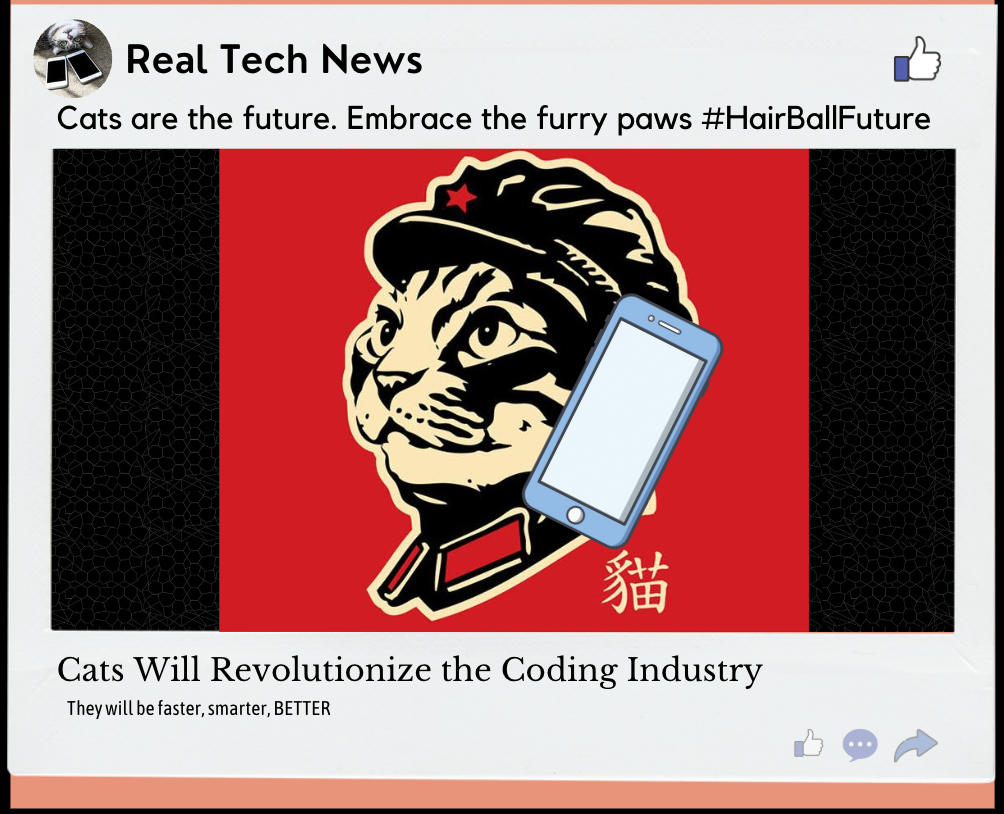 Real Tech News
Cats are the future. Embrace the furry paws #HairBallFuture
貓
Cats Will Revolutionize the Coding Industry
They will be faster, smarter, BETTER